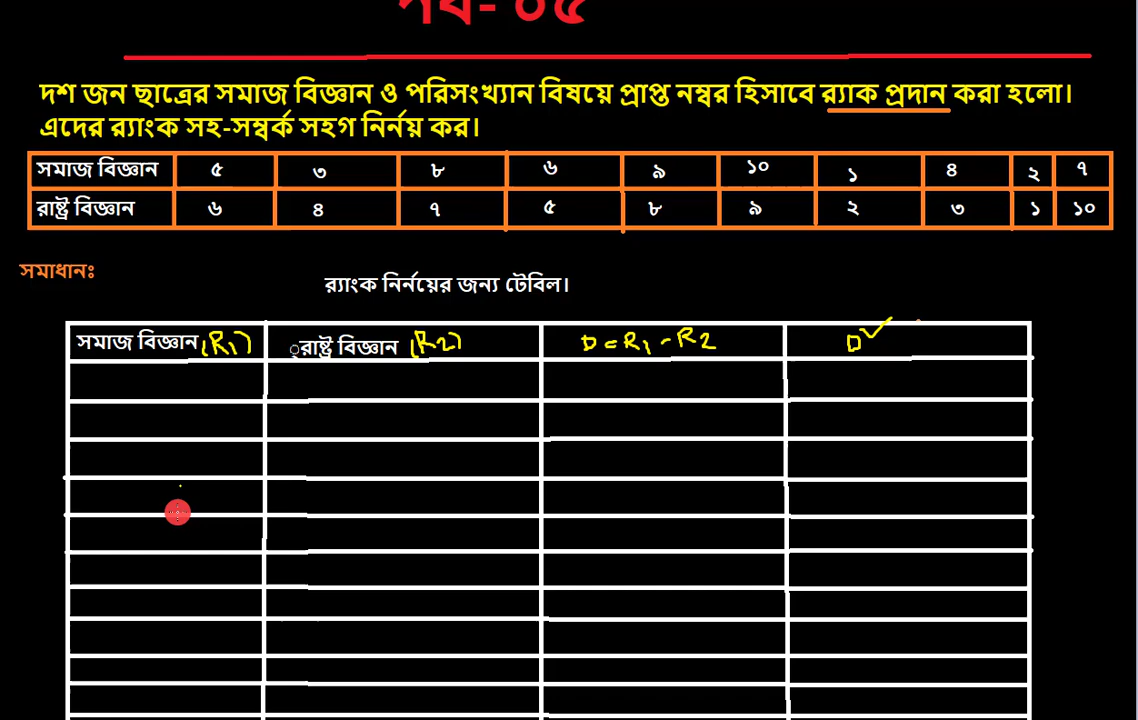 পর্ব- ০৫
দশ জন ছাত্রের সমাজ বিজ্ঞান ও পরিসংখ্যান বিষয়ে প্রাপ্ত নম্বর হিসাবে র‍্যাক প্রদান করা হলো।
এদের র‍্যাংক সহ-সম্বর্ক সহগ নির্নয় কর।
সমাজ বিজ্ঞান ৫ ৩ ৮ ৬ ৯ ১০ ১ ৪ ২ ৭
রাষ্ট্র বিজ্ঞান ৬ ৪ ৭ ৫ ৮ ৯ ২ ৩ ১ ১০
সমাধানঃ
র‍্যাংক নির্নয়ের জন্য টেবিল।
সমাজ বিজ্ঞান (R1) ্রাষ্ট্র বিজ্ঞান (R2) D = R1 - R2 D